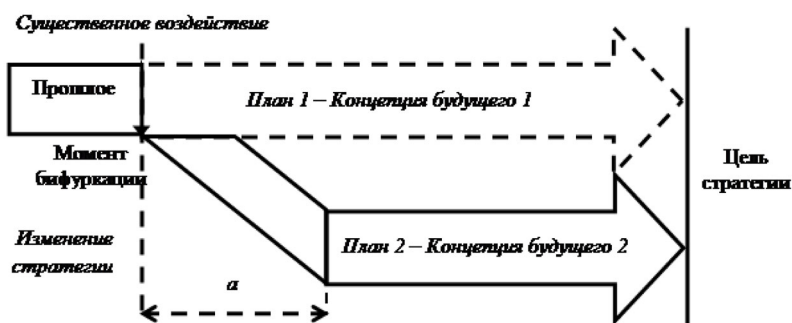 Существенное воздействие
Прошлое
План 1 – Концепция будущего 1
Момент
бифуркации
Цель
стратегии
Изменение
стратегии
План 2 – Концепция будущего 2
a